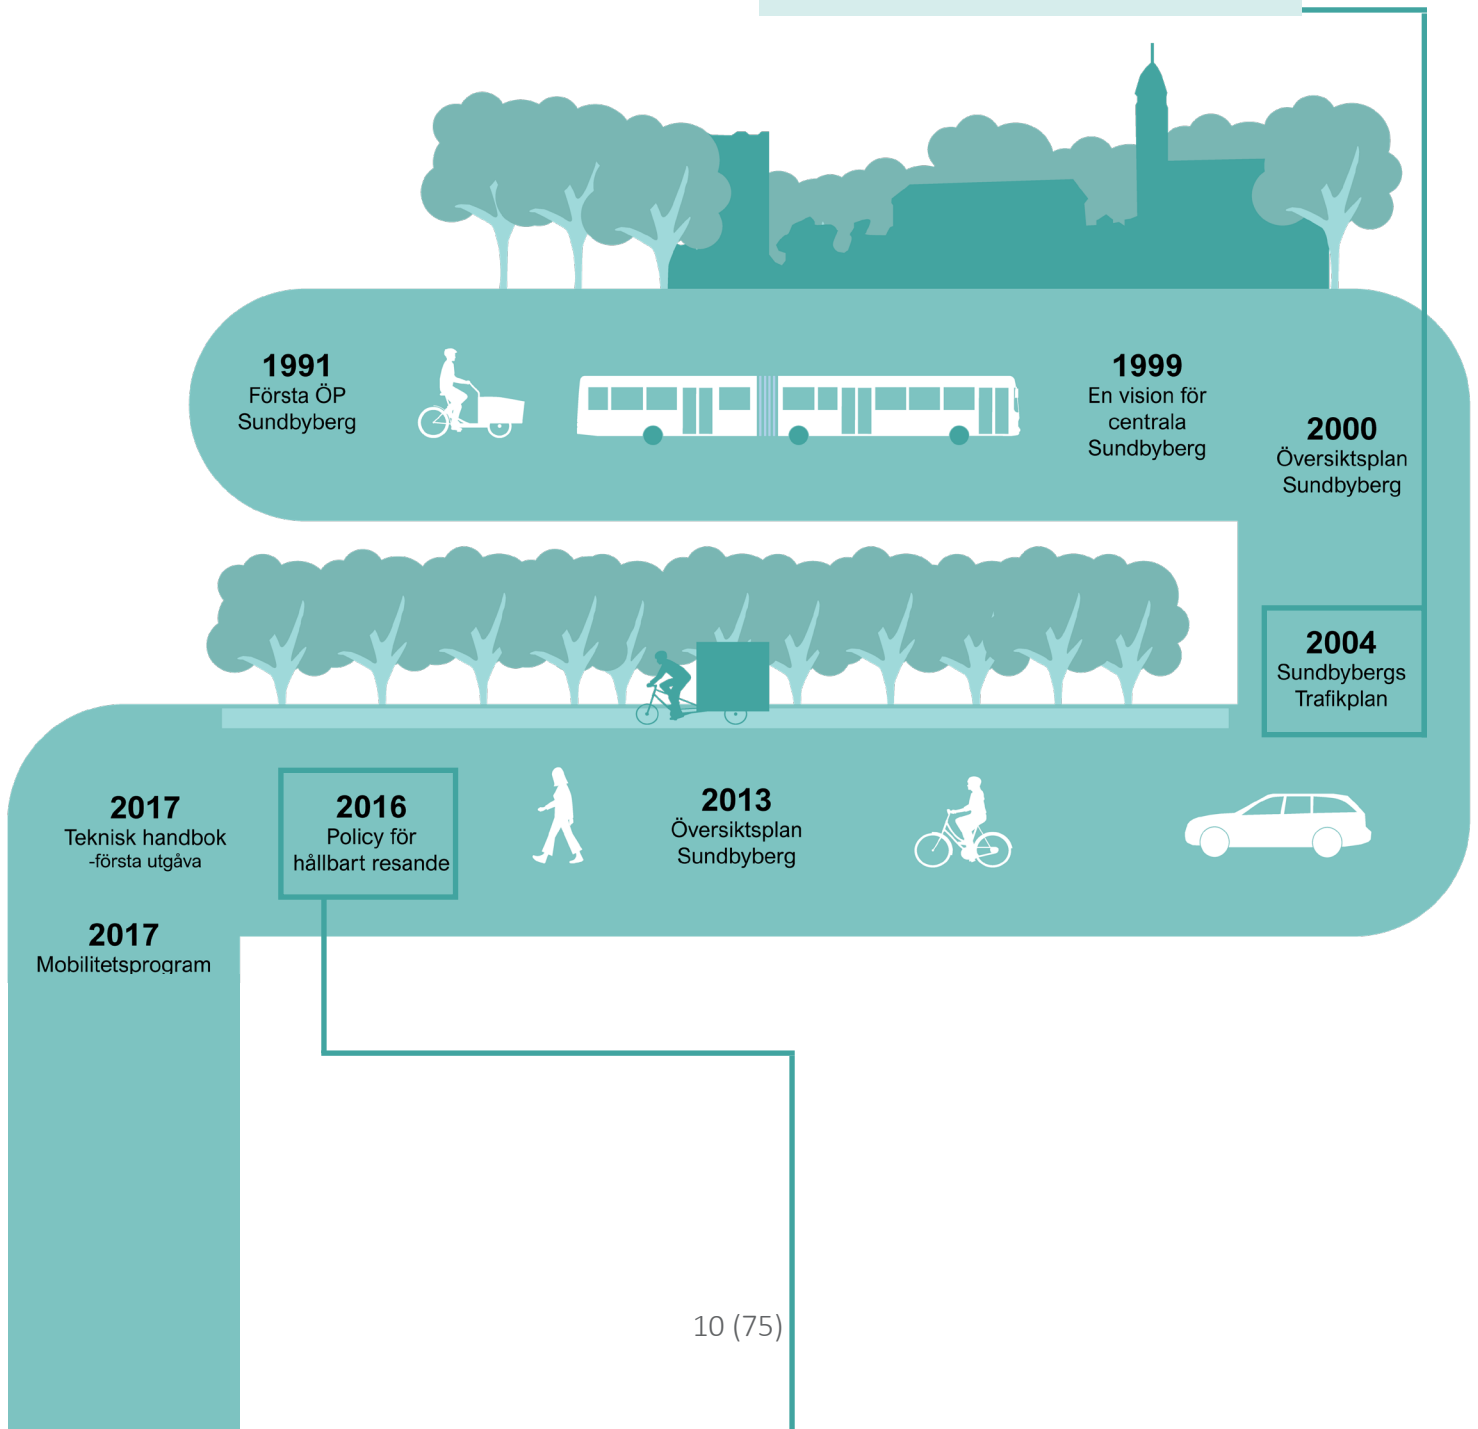 1991
Första ÖP
Sundbyberg
1999
En vision för
centrala
Sundbyberg
2000
Översiktsplan
Sundbyberg
2004
Sundbybergs
Trafikplan
2013
Översiktsplan
Sundbyberg
2016
Policy för
hållbart resande
2017
Teknisk handbok
-första utgåva
2017
Mobilitetsprogram
10 (75)